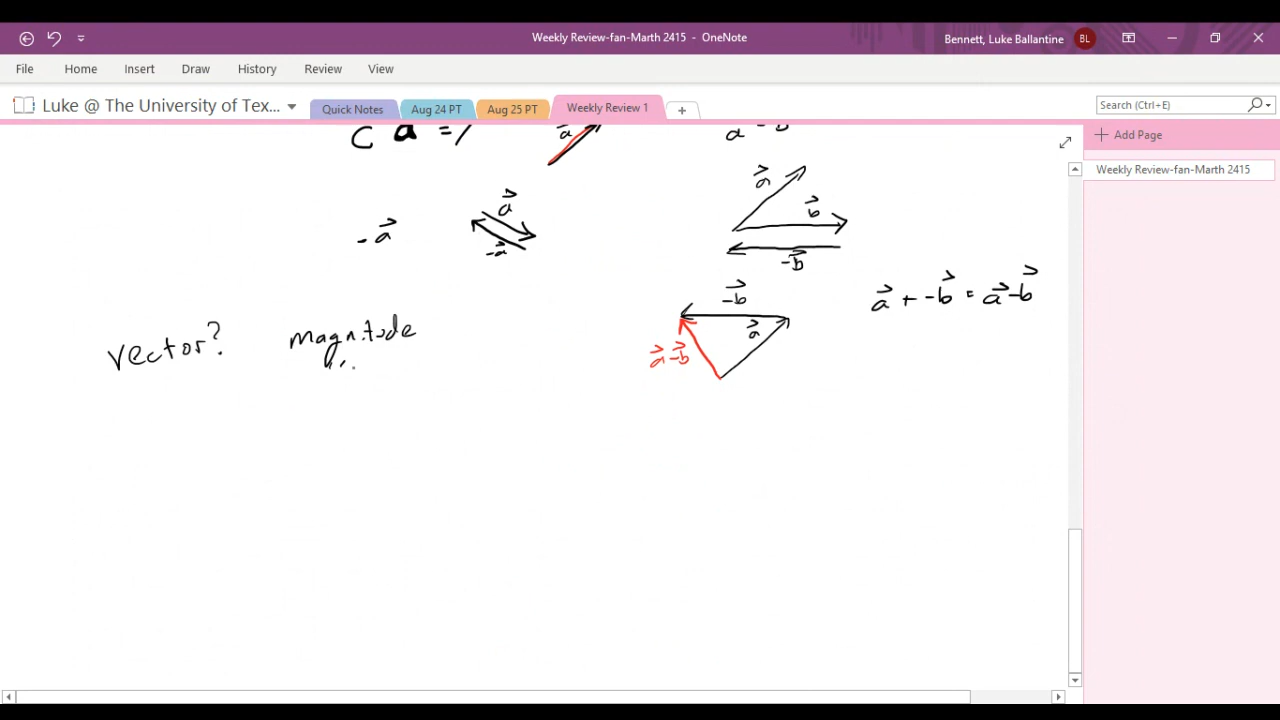 Weekly Review-fan-Marth 2415 - OneNote
Bennett, Luke Ballantine BL
File Home Insert Draw History Review View
Luke @ The University of Tex... Quick Notes Aug 24 PT Aug 25 PT Weekly Review 1 +
Search (Ctrl+E)
Add Page
Weekly Review-fan-Marth 2415
a⃗
a⃗
b⃗
-b⃗
-a⃗
a⃗
-a⃗
-b⃗
a⃗
a⃗-b⃗
a⃗ + -b⃗ = a⃗-b⃗
vector?
magnitude